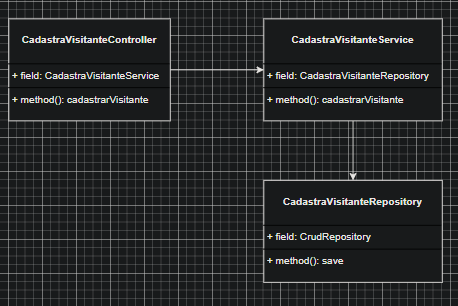 CadastraVisitanteController
+ field: CadastraVisitanteService
+ method(): cadastrarVisitante
CadastraVisitanteService
+ field: CadastraVisitanteRepository
+ method(): cadastrarVisitante
CadastraVisitanteRepository
+ field: CrudRepository
+ method(): save